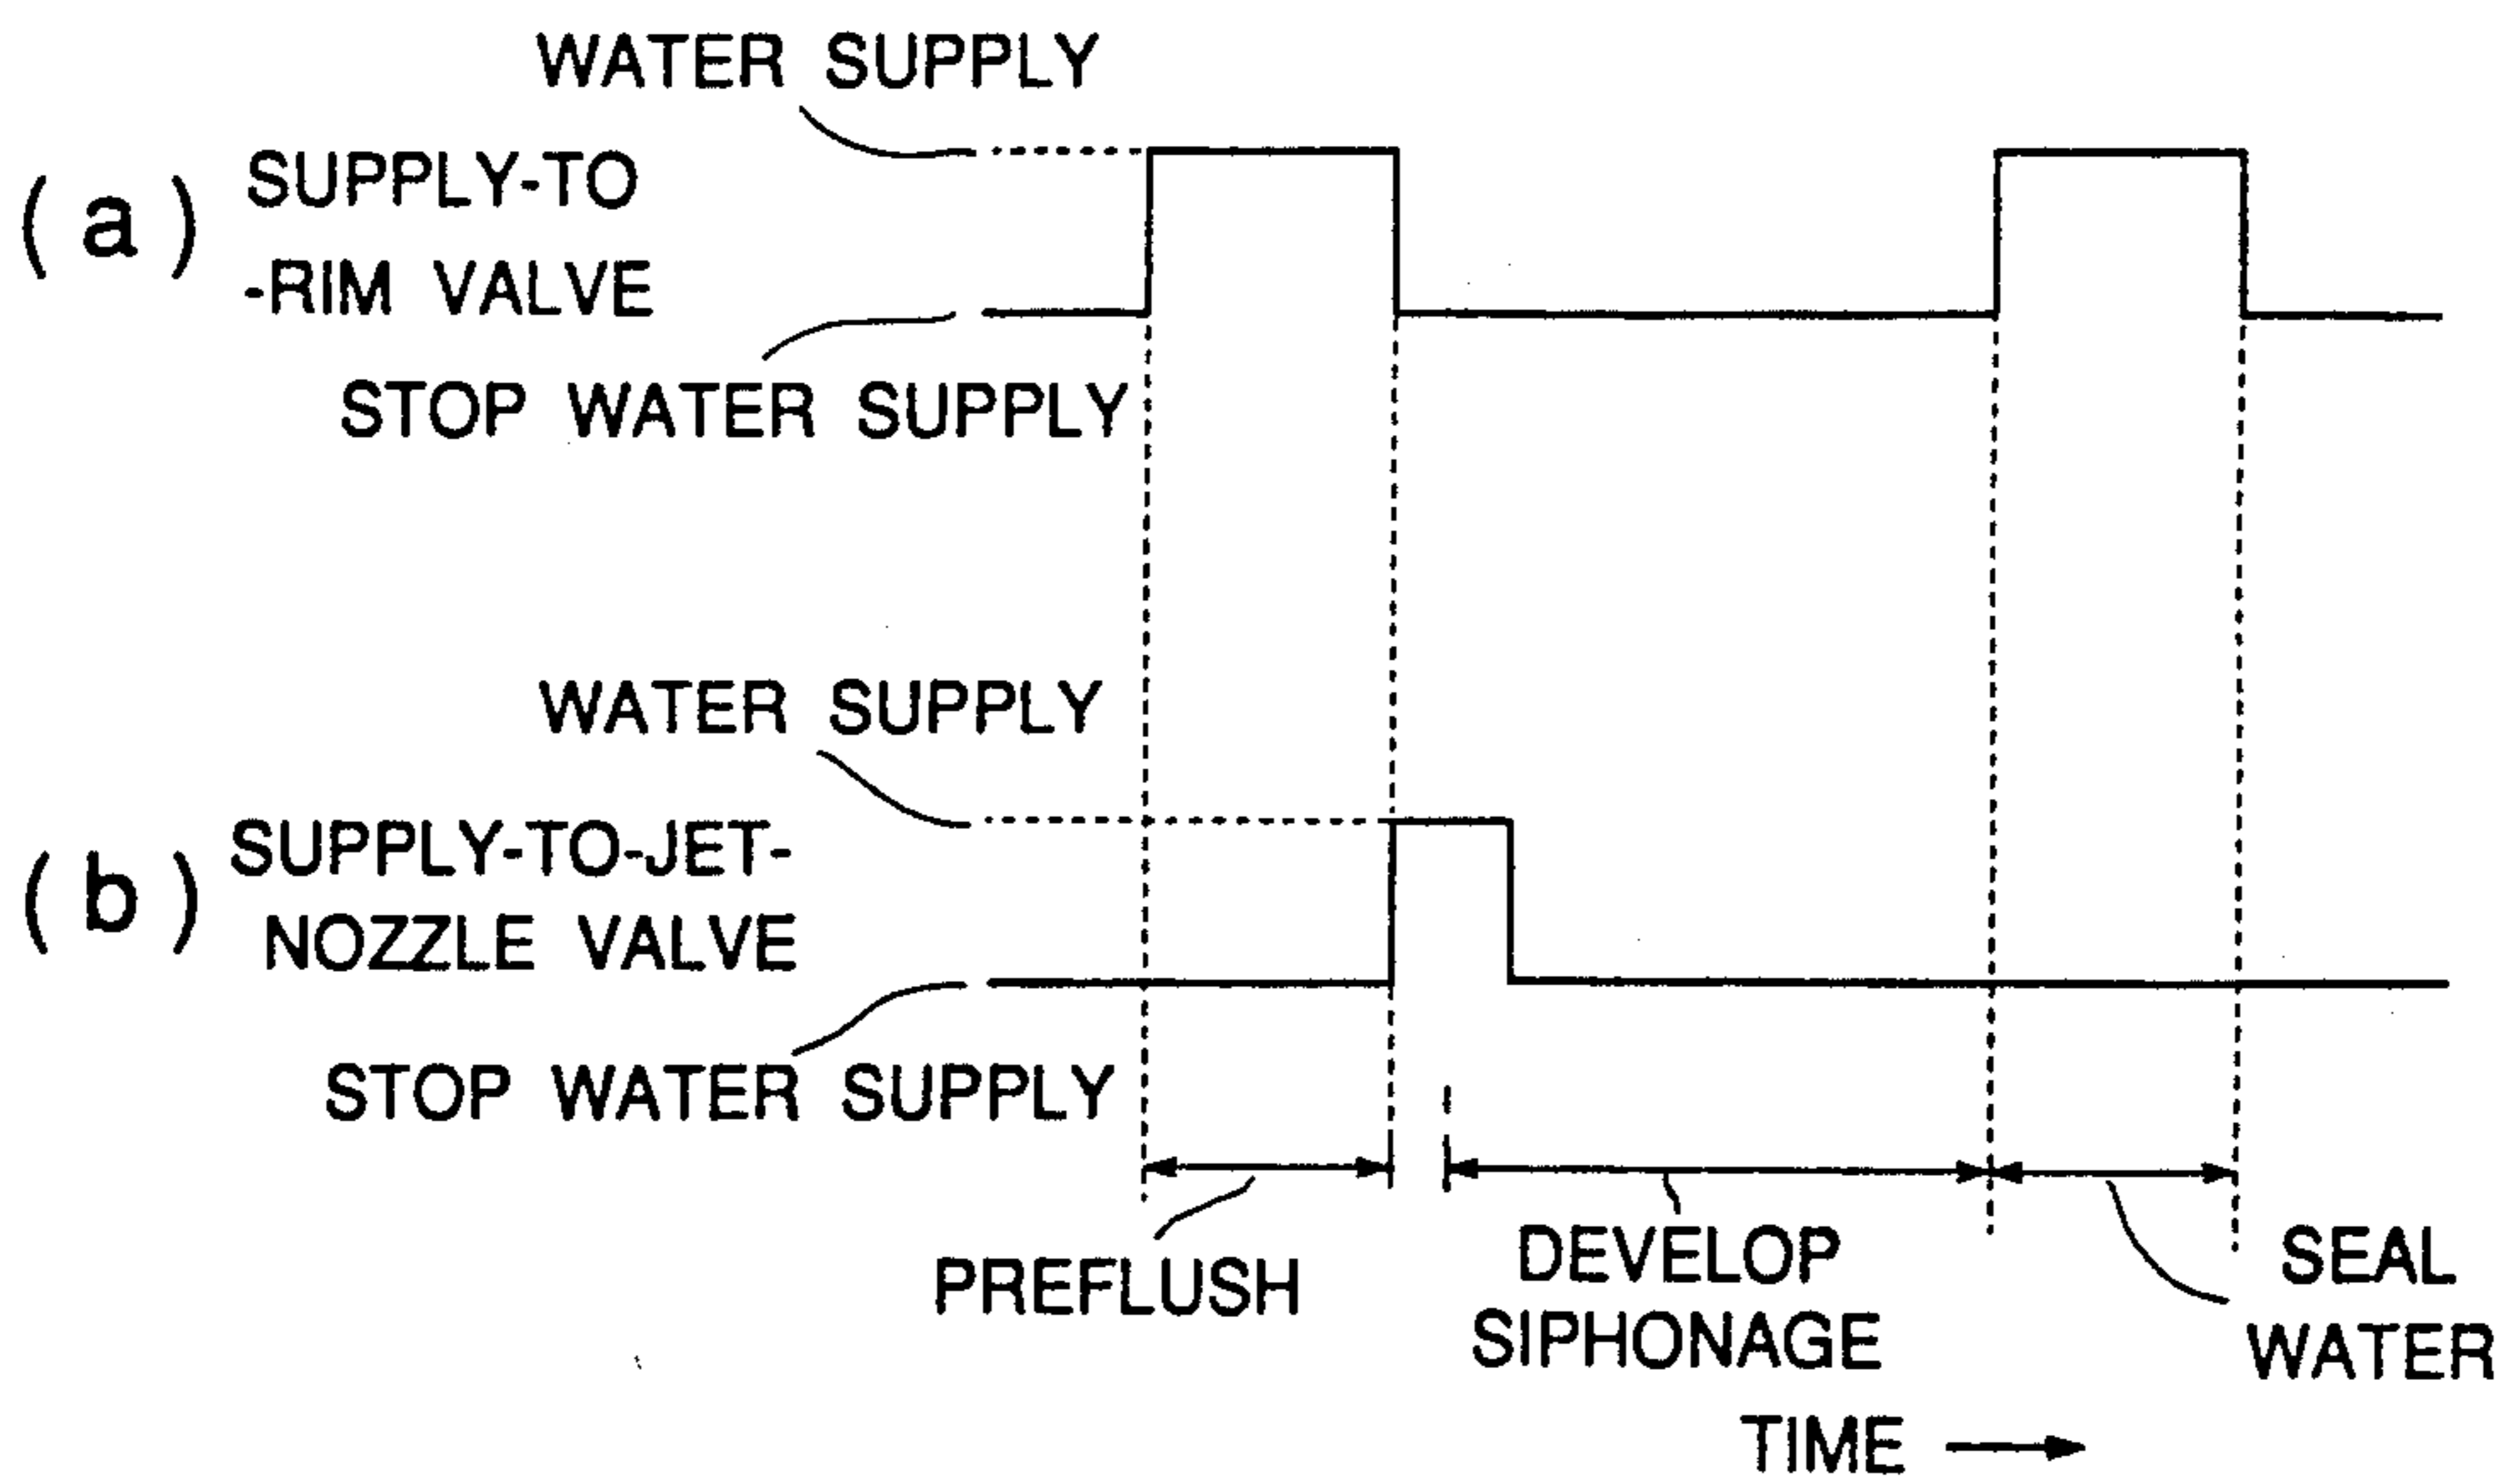 WATER SUPPLY
(a) SUPPLY-TO
-RIM VALVE
STOP WATER SUPPLY
WATER SUPPLY
(b) SUPPLY-TO-JET-
NOZZLE VALVE
STOP WATER SUPPLY
PREFLUSH
DEVELOP
SIPHONAGE
SEAL
WATER
TIME